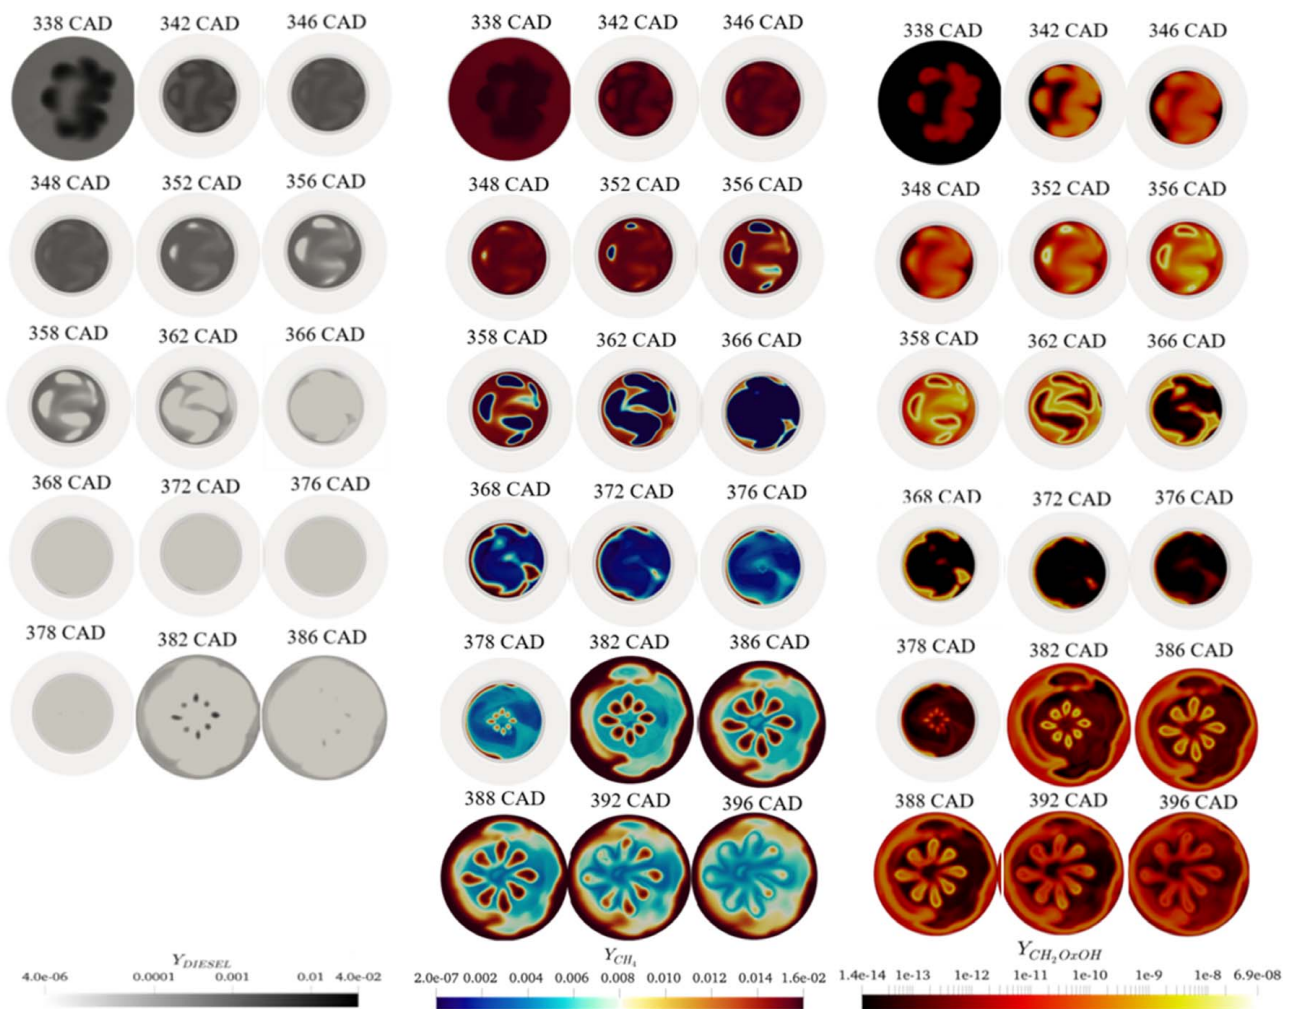 338 CAD 342 CAD 346 CAD
348 CAD 352 CAD 356 CAD
358 CAD 362 CAD 366 CAD
368 CAD 372 CAD 376 CAD
378 CAD 382 CAD 386 CAD
Y_DIESEL
4.0e-06 0.0001 0.001 0.01 4.0e-02
338 CAD 342 CAD 346 CAD
348 CAD 352 CAD 356 CAD
358 CAD 362 CAD 366 CAD
368 CAD 372 CAD 376 CAD
378 CAD 382 CAD 386 CAD
388 CAD 392 CAD 396 CAD
Y_CH4
2.0e-07 0.002 0.004 0.006 0.008 0.010 0.012 0.014 1.6e-02
338 CAD 342 CAD 346 CAD
348 CAD 352 CAD 356 CAD
358 CAD 362 CAD 366 CAD
368 CAD 372 CAD 376 CAD
378 CAD 382 CAD 386 CAD
388 CAD 392 CAD 396 CAD
Y_CH2OxOH
1.4e-14 1e-13 1e-12 1e-11 1e-10 1e-9 1e-8 6.9e-08